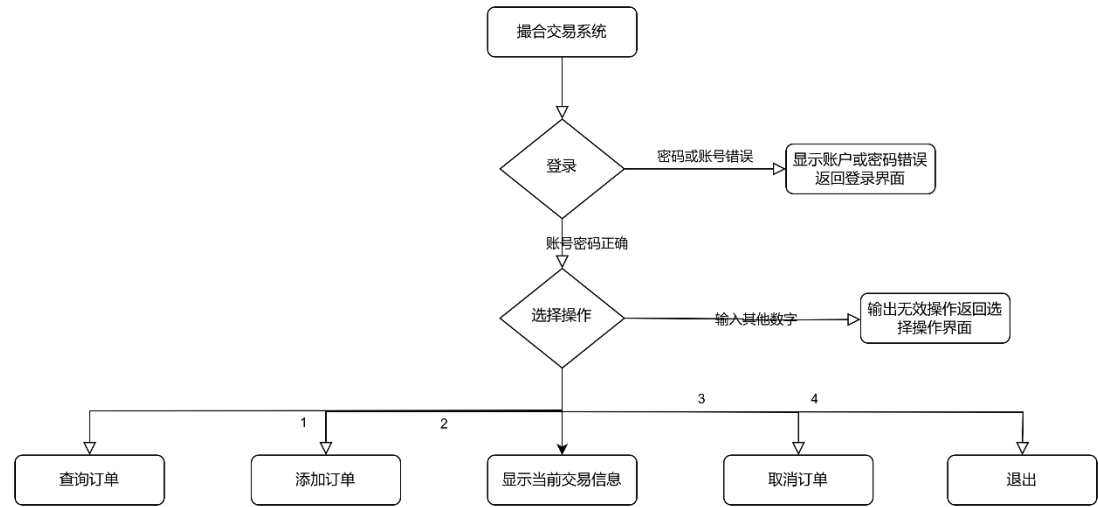 撮合交易系统
登录
密码或账号错误
显示账户或密码错误
返回登录界面
账号密码正确
选择操作
输入其他数字
输出无效操作返回选
择操作界面
1
2
3
4
查询订单
添加订单
显示当前交易信息
取消订单
退出